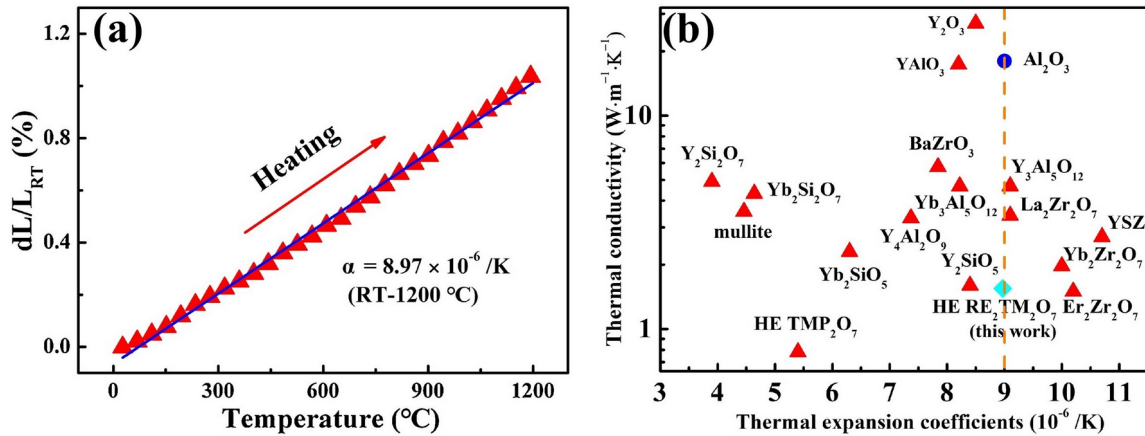 (a)
1.2
0.8
0.4
0.0
dL/L_RT (%)
Heating
α = 8.97 × 10⁻⁶ /K
(RT-1200 °C)
0 300 600 900 1200
Temperature (°C)
(b)
10
1
Thermal conductivity (W·m⁻¹·K⁻¹)
Y₂O₃
Al₂O₃
YAlO₃
BaZrO₃
Y₂Si₂O₇
Yb₂Si₂O₇
Y₃Al₅O₁₂
Yb₃Al₅O₁₂
La₂Zr₂O₇
mullite
YSZ
Y₄Al₂O₉
Yb₂Zr₂O₇
Y₂SiO₅
Yb₂SiO₅
HE RE₂TM₂O₇
(this work)
Er₂Zr₂O₇
HE TMP₂O₇
3 4 5 6 7 8 9 10 11
Thermal expansion coefficients (10⁻⁶ /K)